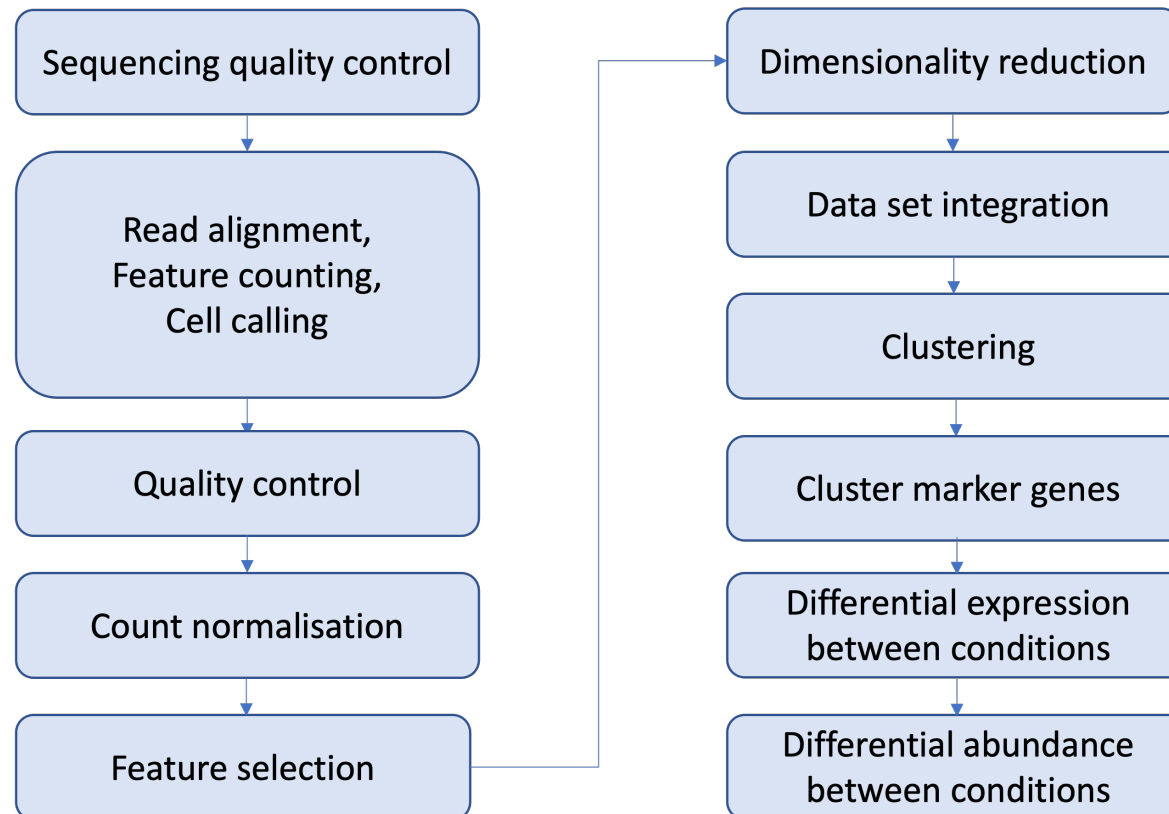 Sequencing quality control
Read alignment,
Feature counting,
Cell calling
Quality control
Count normalisation
Feature selection
Dimensionality reduction
Data set integration
Clustering
Cluster marker genes
Differential expression
between conditions
Differential abundance
between conditions